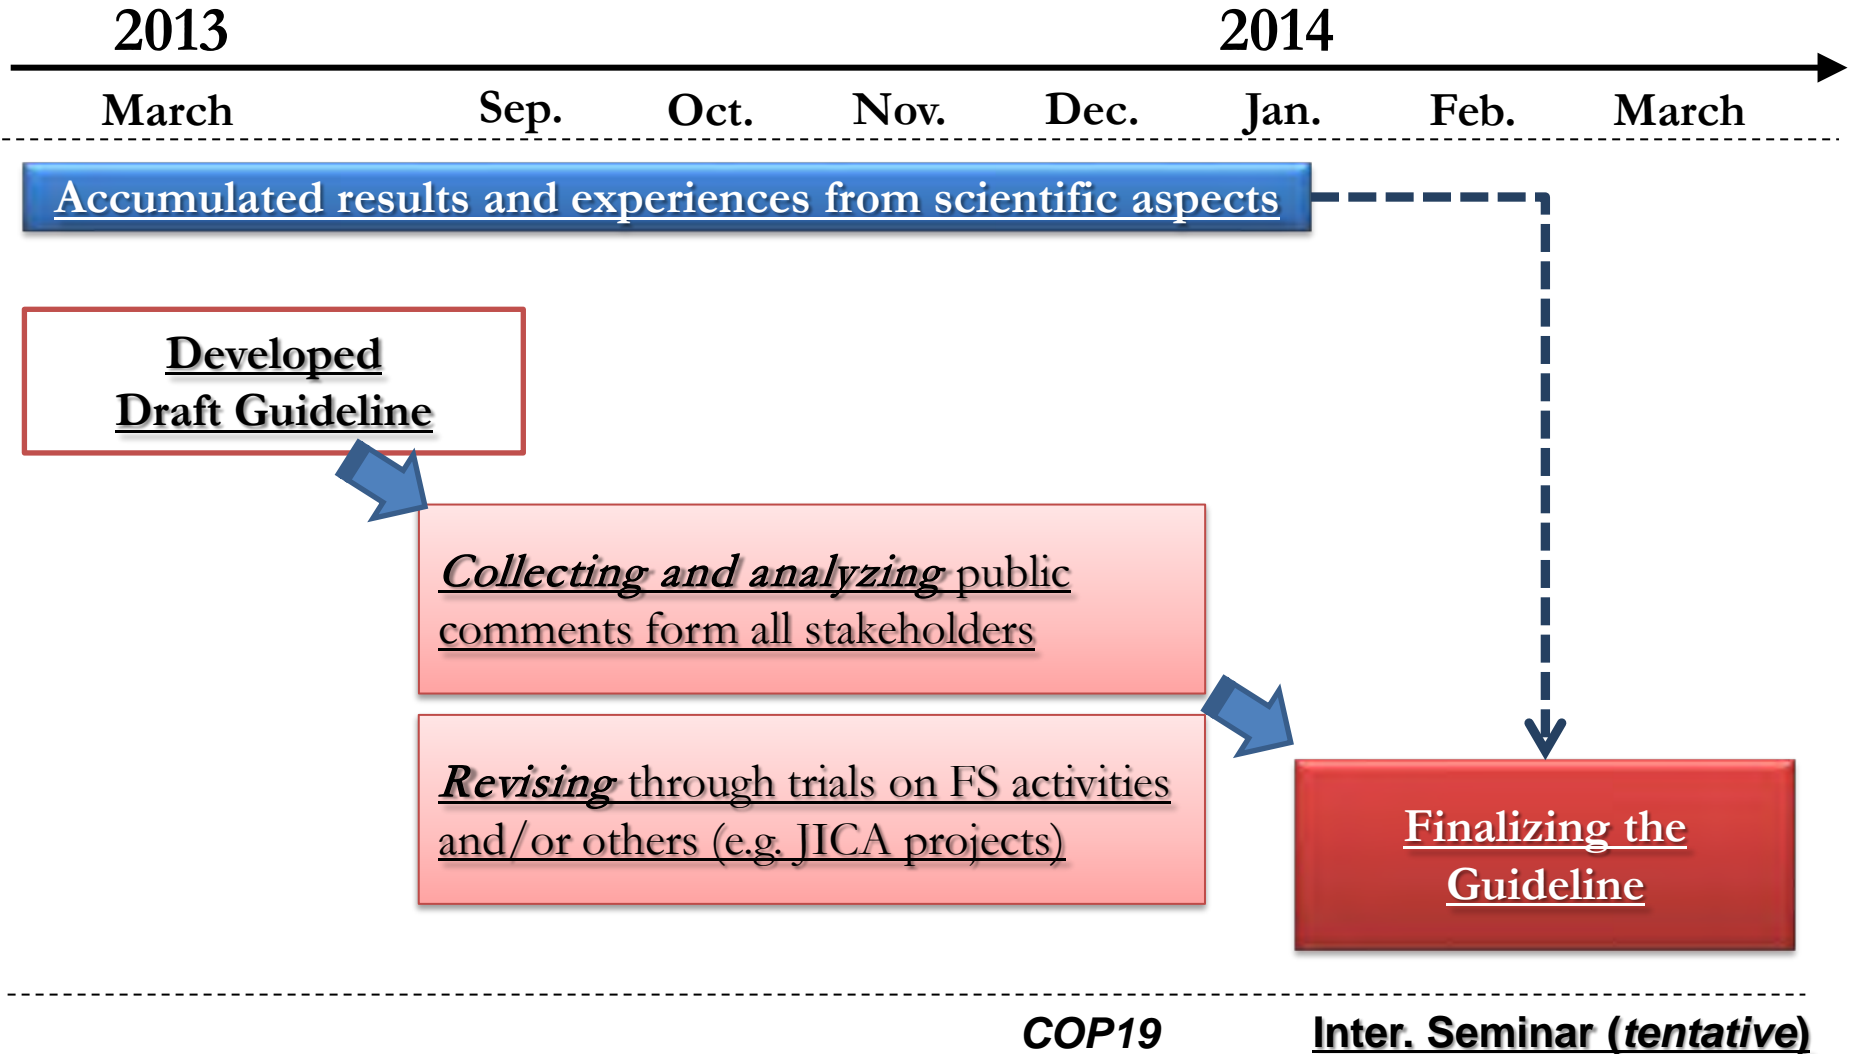 2013 2014
March Sep. Oct. Nov. Dec. Jan. Feb. March
Accumulated results and experiences from scientific aspects
Developed
Draft Guideline
Collecting and analyzing public
comments form all stakeholders
Revising through trials on FS activities
and/or others (e.g. JICA projects)
Finalizing the
Guideline
COP19 Inter. Seminar (tentative)